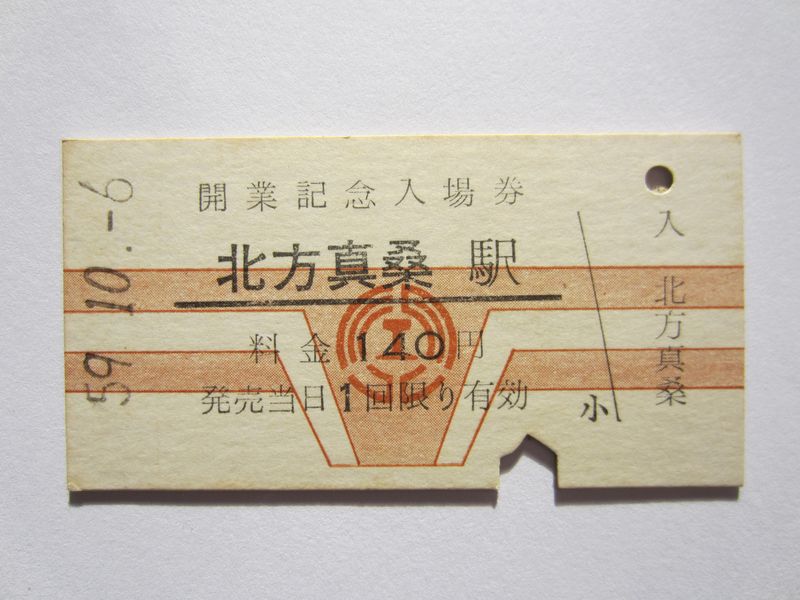 59.10.-6
開業記念入場券
北方真桑駅
料金140円
発売当日1回限り有効
小
入
北方真桑